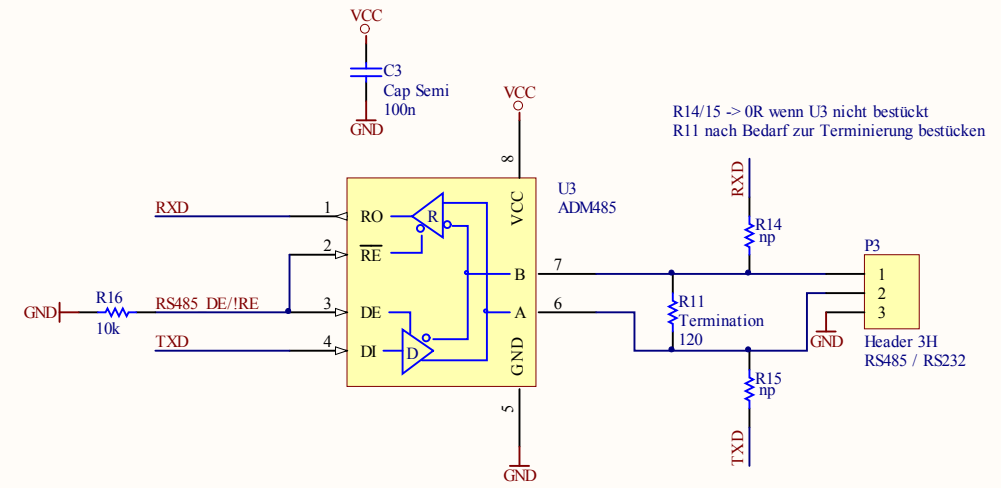 VCC
C3
Cap Semi
100n
GND
VCC
R14/15 -> 0R wenn U3 nicht bestückt
R11 nach Bedarf zur Terminierung bestücken
8
RXD
U3
ADM485
RXD
1
RO
R
VCC
R14
np
P3
2
RE
B
7
1
R16
RS485 DE/!RE
3
DE
A
6
R11
Termination
120
2
3
GND
10k
GND
TXD
4
DI
D
GND
Header 3H
RS485 / RS232
R15
np
5
TXD
GND